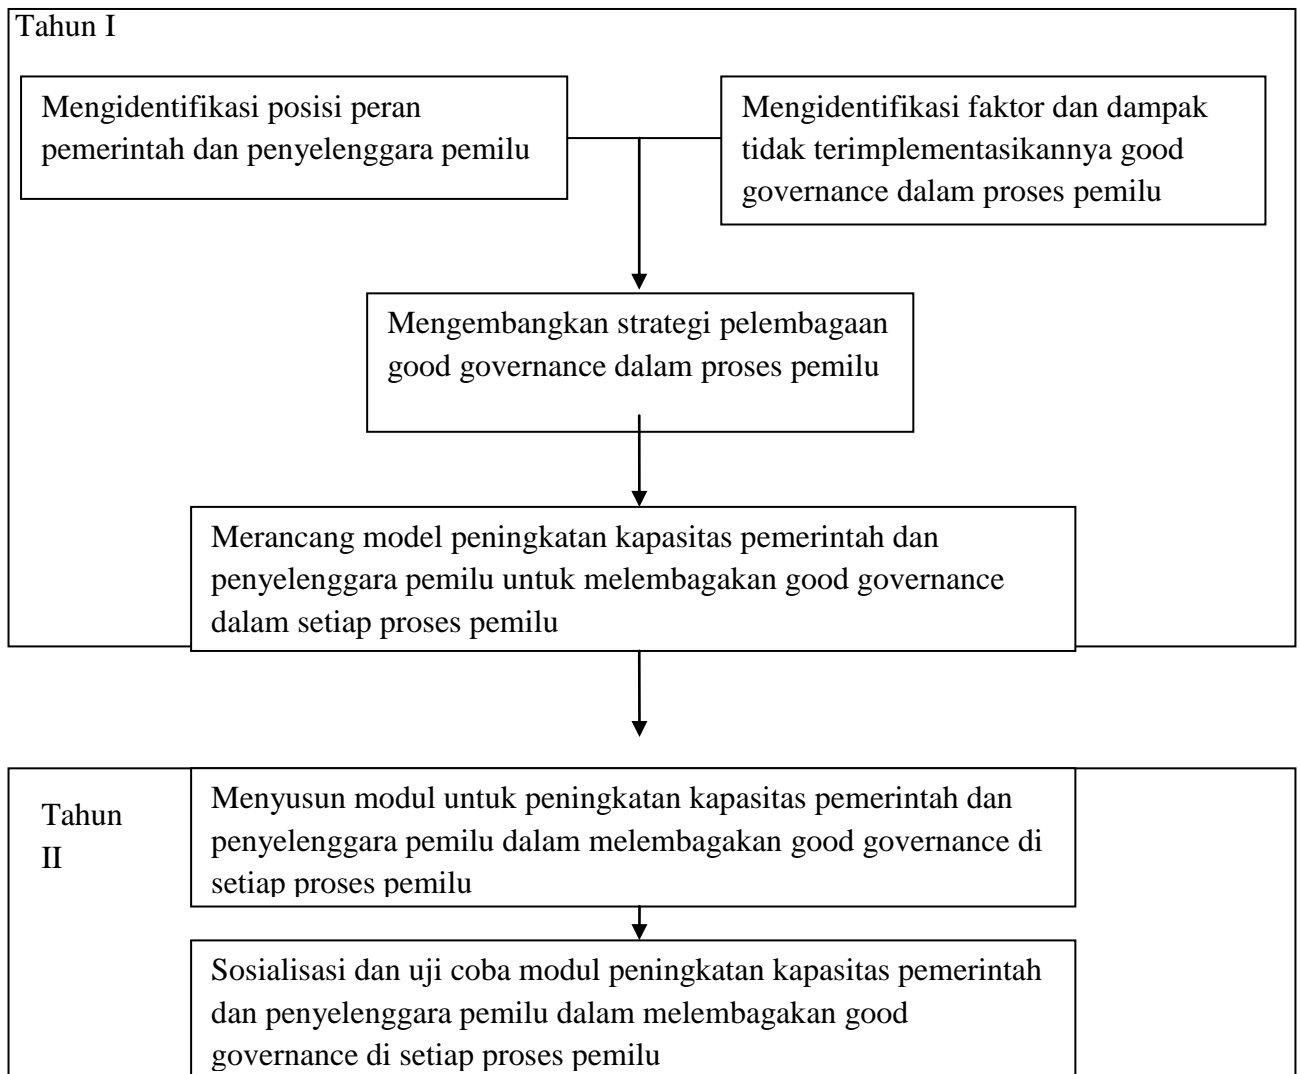 Tahun I
Mengidentifikasi posisi peran
pemerintah dan penyelenggara pemilu
Mengidentifikasi faktor dan dampak
tidak terimplementasikannya good
governance dalam proses pemilu
Mengembangkan strategi pelembagaan
good governance dalam proses pemilu
Merancang model peningkatan kapasitas pemerintah dan
penyelenggara pemilu untuk melembagakan good governance
dalam setiap proses pemilu
Tahun
II
Menyusun modul untuk peningkatan kapasitas pemerintah dan
penyelenggara pemilu dalam melembagakan good governance di
setiap proses pemilu
Sosialisasi dan uji coba modul peningkatan kapasitas pemerintah
dan penyelenggara pemilu dalam melembagakan good
governance di setiap proses pemilu